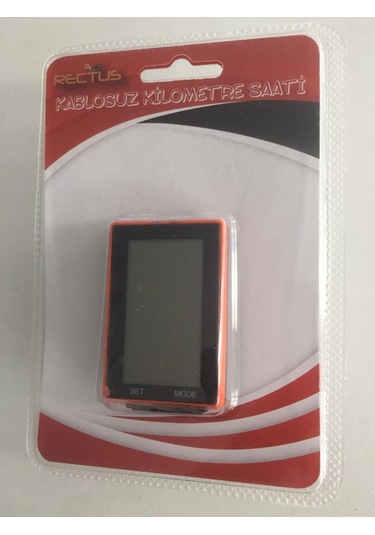 RECTUS
KABLOSUZ KİLOMETRE SAATİ
SET MODE